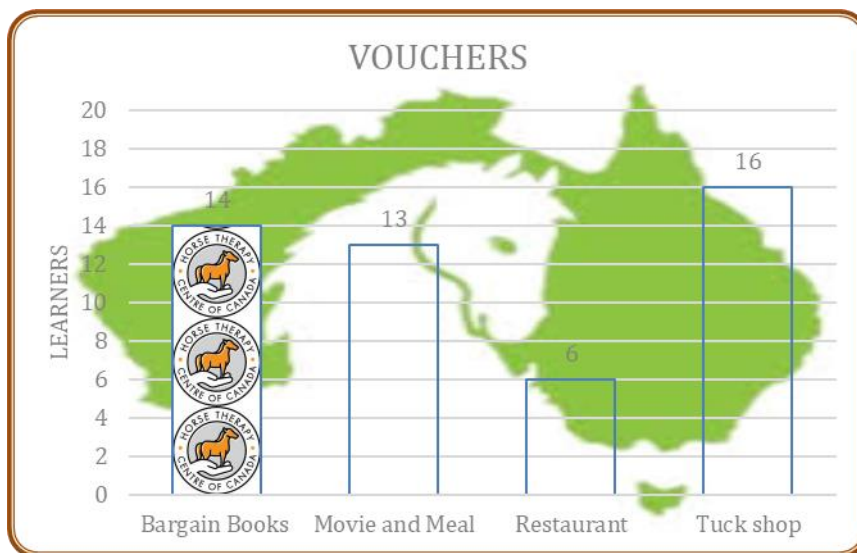 VOUCHERS
LEARNERS
20
18
16
14
12
10
8
6
4
2
0
14
13
6
16
HORSE THERAPY
CENTRE OF CANADA
HORSE THERAPY
CENTRE OF CANADA
HORSE THERAPY
CENTRE OF CANADA
Bargain Books Movie and Meal Restaurant Tuck shop